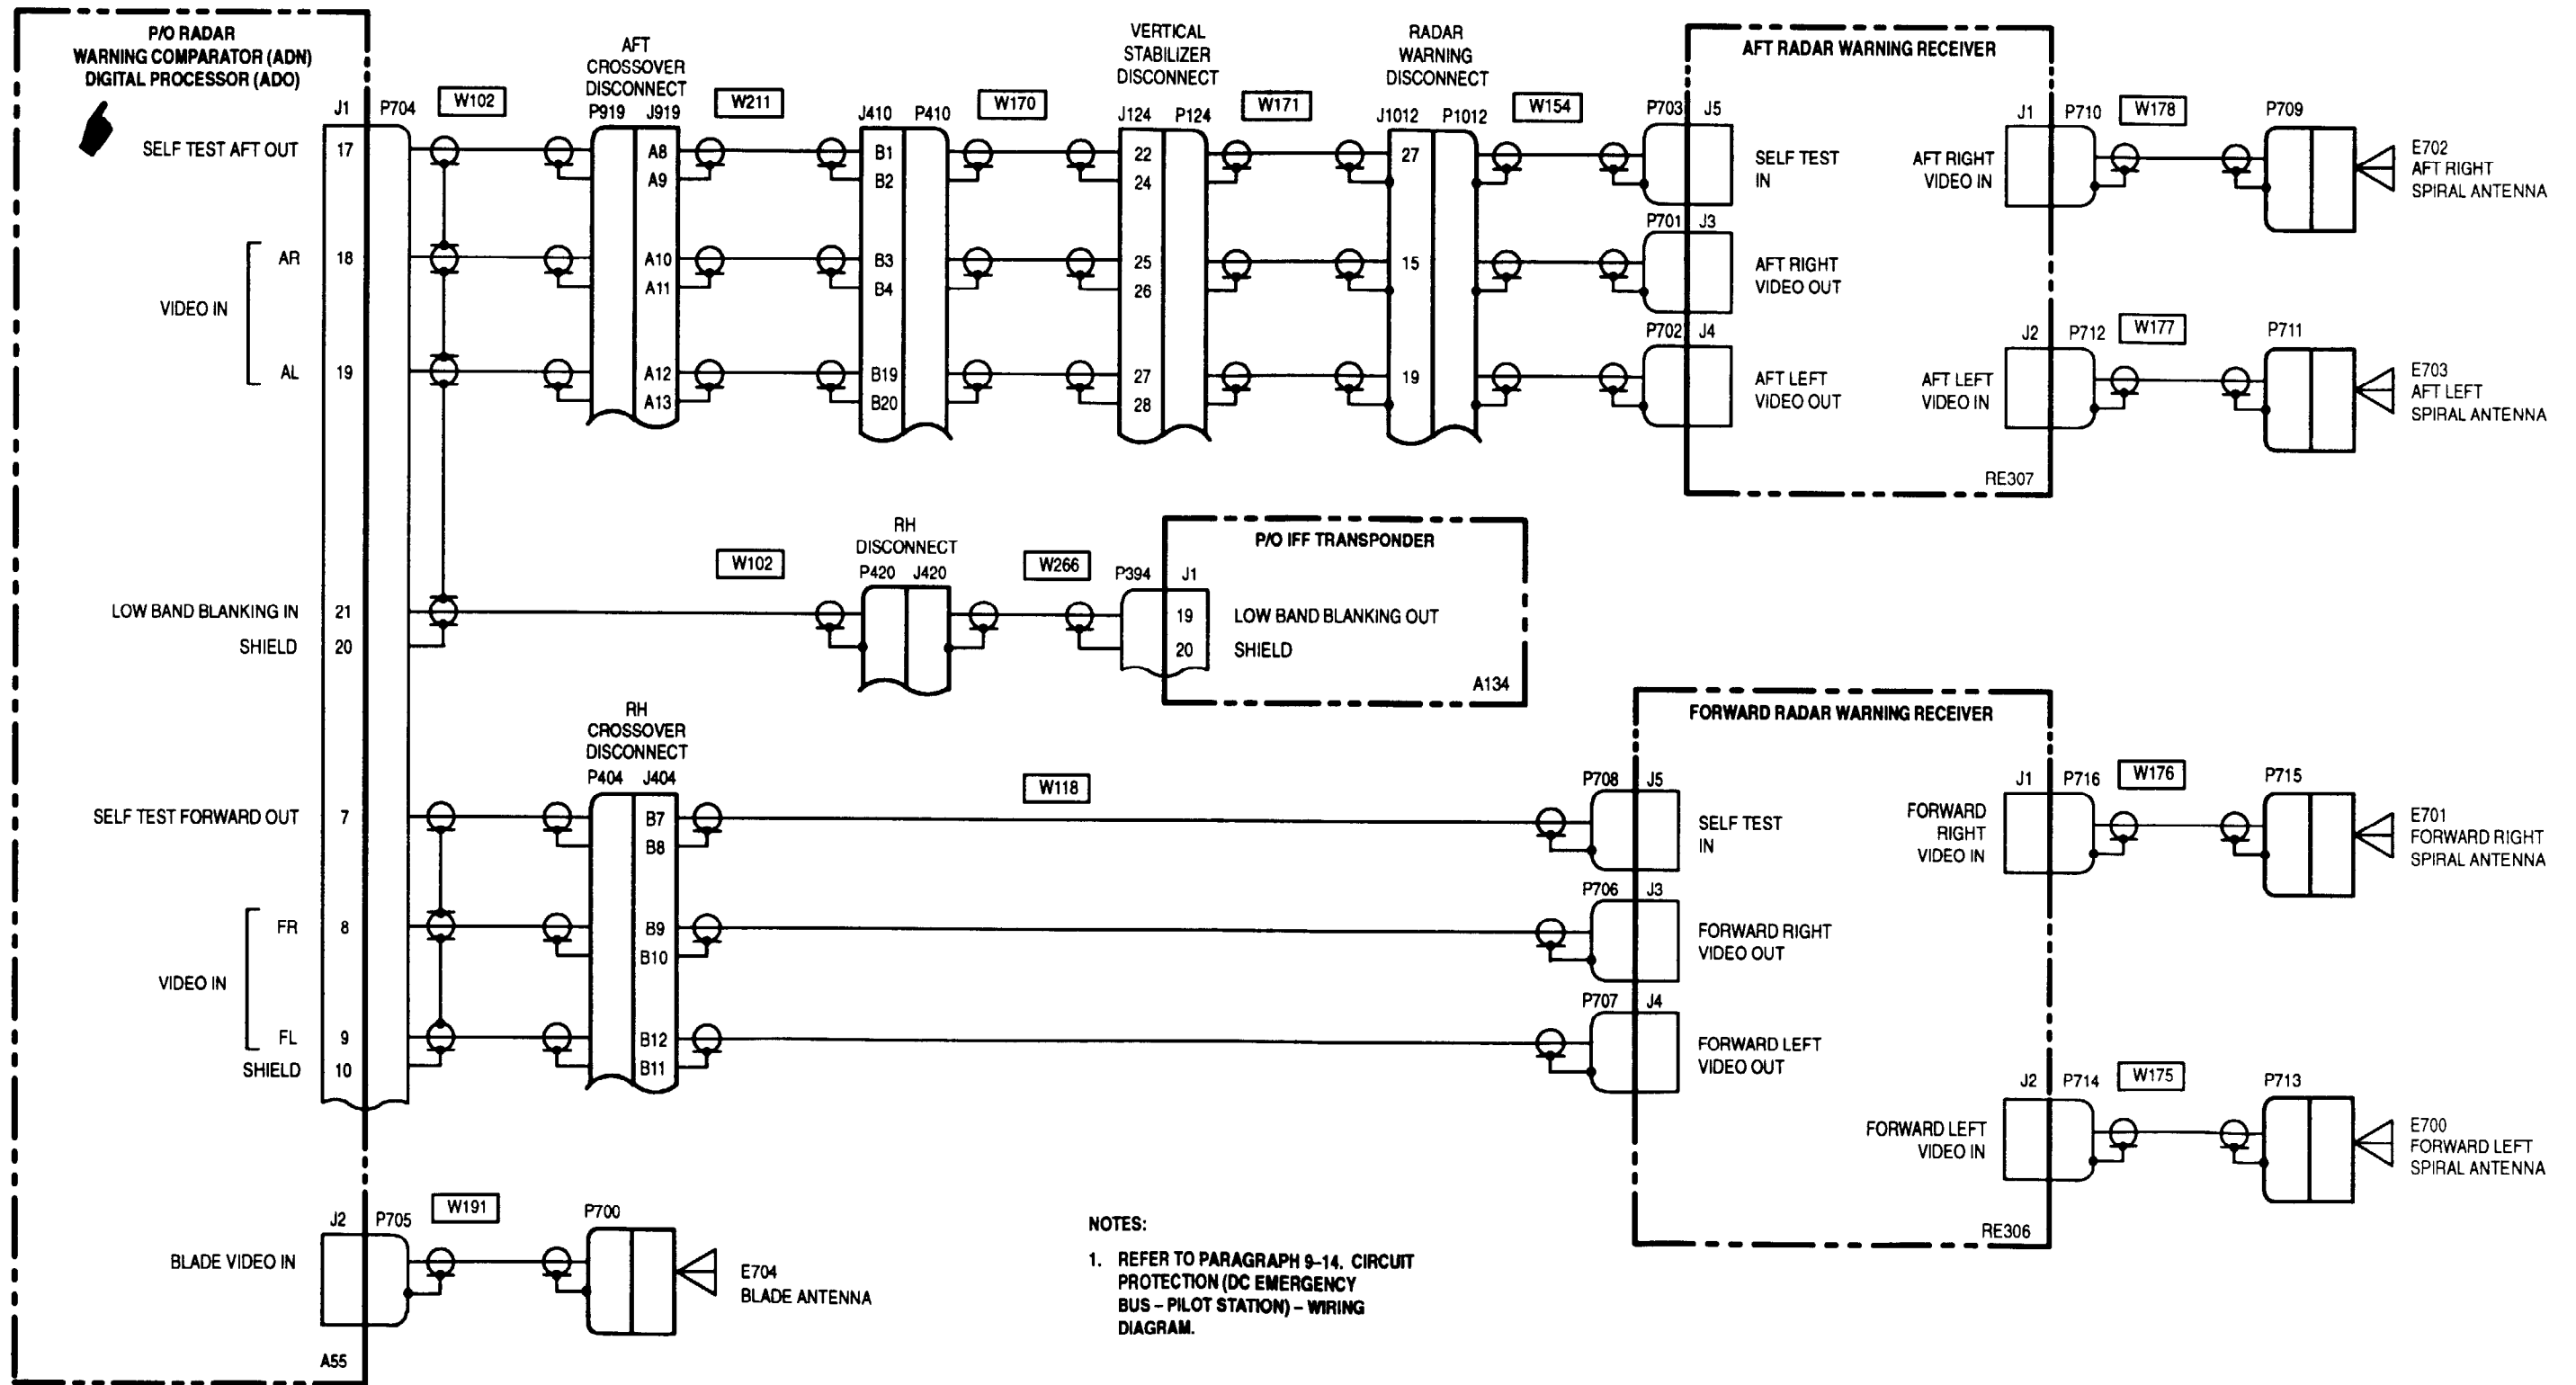 P/O RADAR
WARNING COMPARATOR (ADN)
DIGITAL PROCESSOR (ADO)
J1 P704
W102
SELF TEST AFT OUT 17
AR 18
VIDEO IN
AL 19
LOW BAND BLANKING IN 21
SHIELD 20
SELF TEST FORWARD OUT 7
FR 8
VIDEO IN
FL 9
SHIELD 10
J2 P705
W191
P700
BLADE VIDEO IN
E704
BLADE ANTENNA
A55
AFT
CROSSOVER
DISCONNECT
P919 J919
A8
A9
A10
A11
A12
A13
W211
J410 P410
B1
B2
B3
B4
B19
B20
W170
VERTICAL
STABILIZER
DISCONNECT
J124 P124
22
24
25
26
27
28
W171
RADAR
WARNING
DISCONNECT
J1012 P1012
27
15
19
W154
AFT RADAR WARNING RECEIVER
P703 J5
SELF TEST
IN
P701 J3
AFT RIGHT
VIDEO OUT
P702 J4
AFT LEFT
VIDEO OUT
J1 P710
W178
P709
AFT RIGHT
VIDEO IN
E702
AFT RIGHT
SPIRAL ANTENNA
J2 P712
W177
P711
AFT LEFT
VIDEO IN
E703
AFT LEFT
SPIRAL ANTENNA
RE307
W102
RH
DISCONNECT
P420 J420
W266
P/O IFF TRANSPONDER
P394 J1
19 LOW BAND BLANKING OUT
20 SHIELD
A134
RH
CROSSOVER
DISCONNECT
P404 J404
B7
B8
B9
B10
B12
B11
W118
FORWARD RADAR WARNING RECEIVER
P708 J5
SELF TEST
IN
P706 J3
FORWARD RIGHT
VIDEO OUT
P707 J4
FORWARD LEFT
VIDEO OUT
J1 P716
W176
P715
FORWARD
RIGHT
VIDEO IN
E701
FORWARD RIGHT
SPIRAL ANTENNA
J2 P714
W175
P713
FORWARD LEFT
VIDEO IN
E700
FORWARD LEFT
SPIRAL ANTENNA
RE306
NOTES:
1. REFER TO PARAGRAPH 9–14. CIRCUIT
PROTECTION (DC EMERGENCY
BUS – PILOT STATION) – WIRING
DIAGRAM.